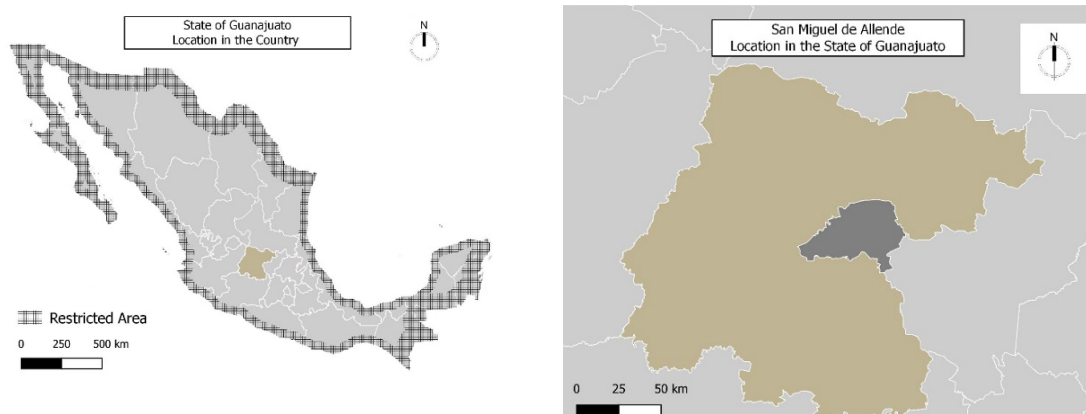 State of Guanajuato
Location in the Country
N
Restricted Area
0 250 500 km
San Miguel de Allende
Location in the State of Guanajuato
N
0 25 50 km